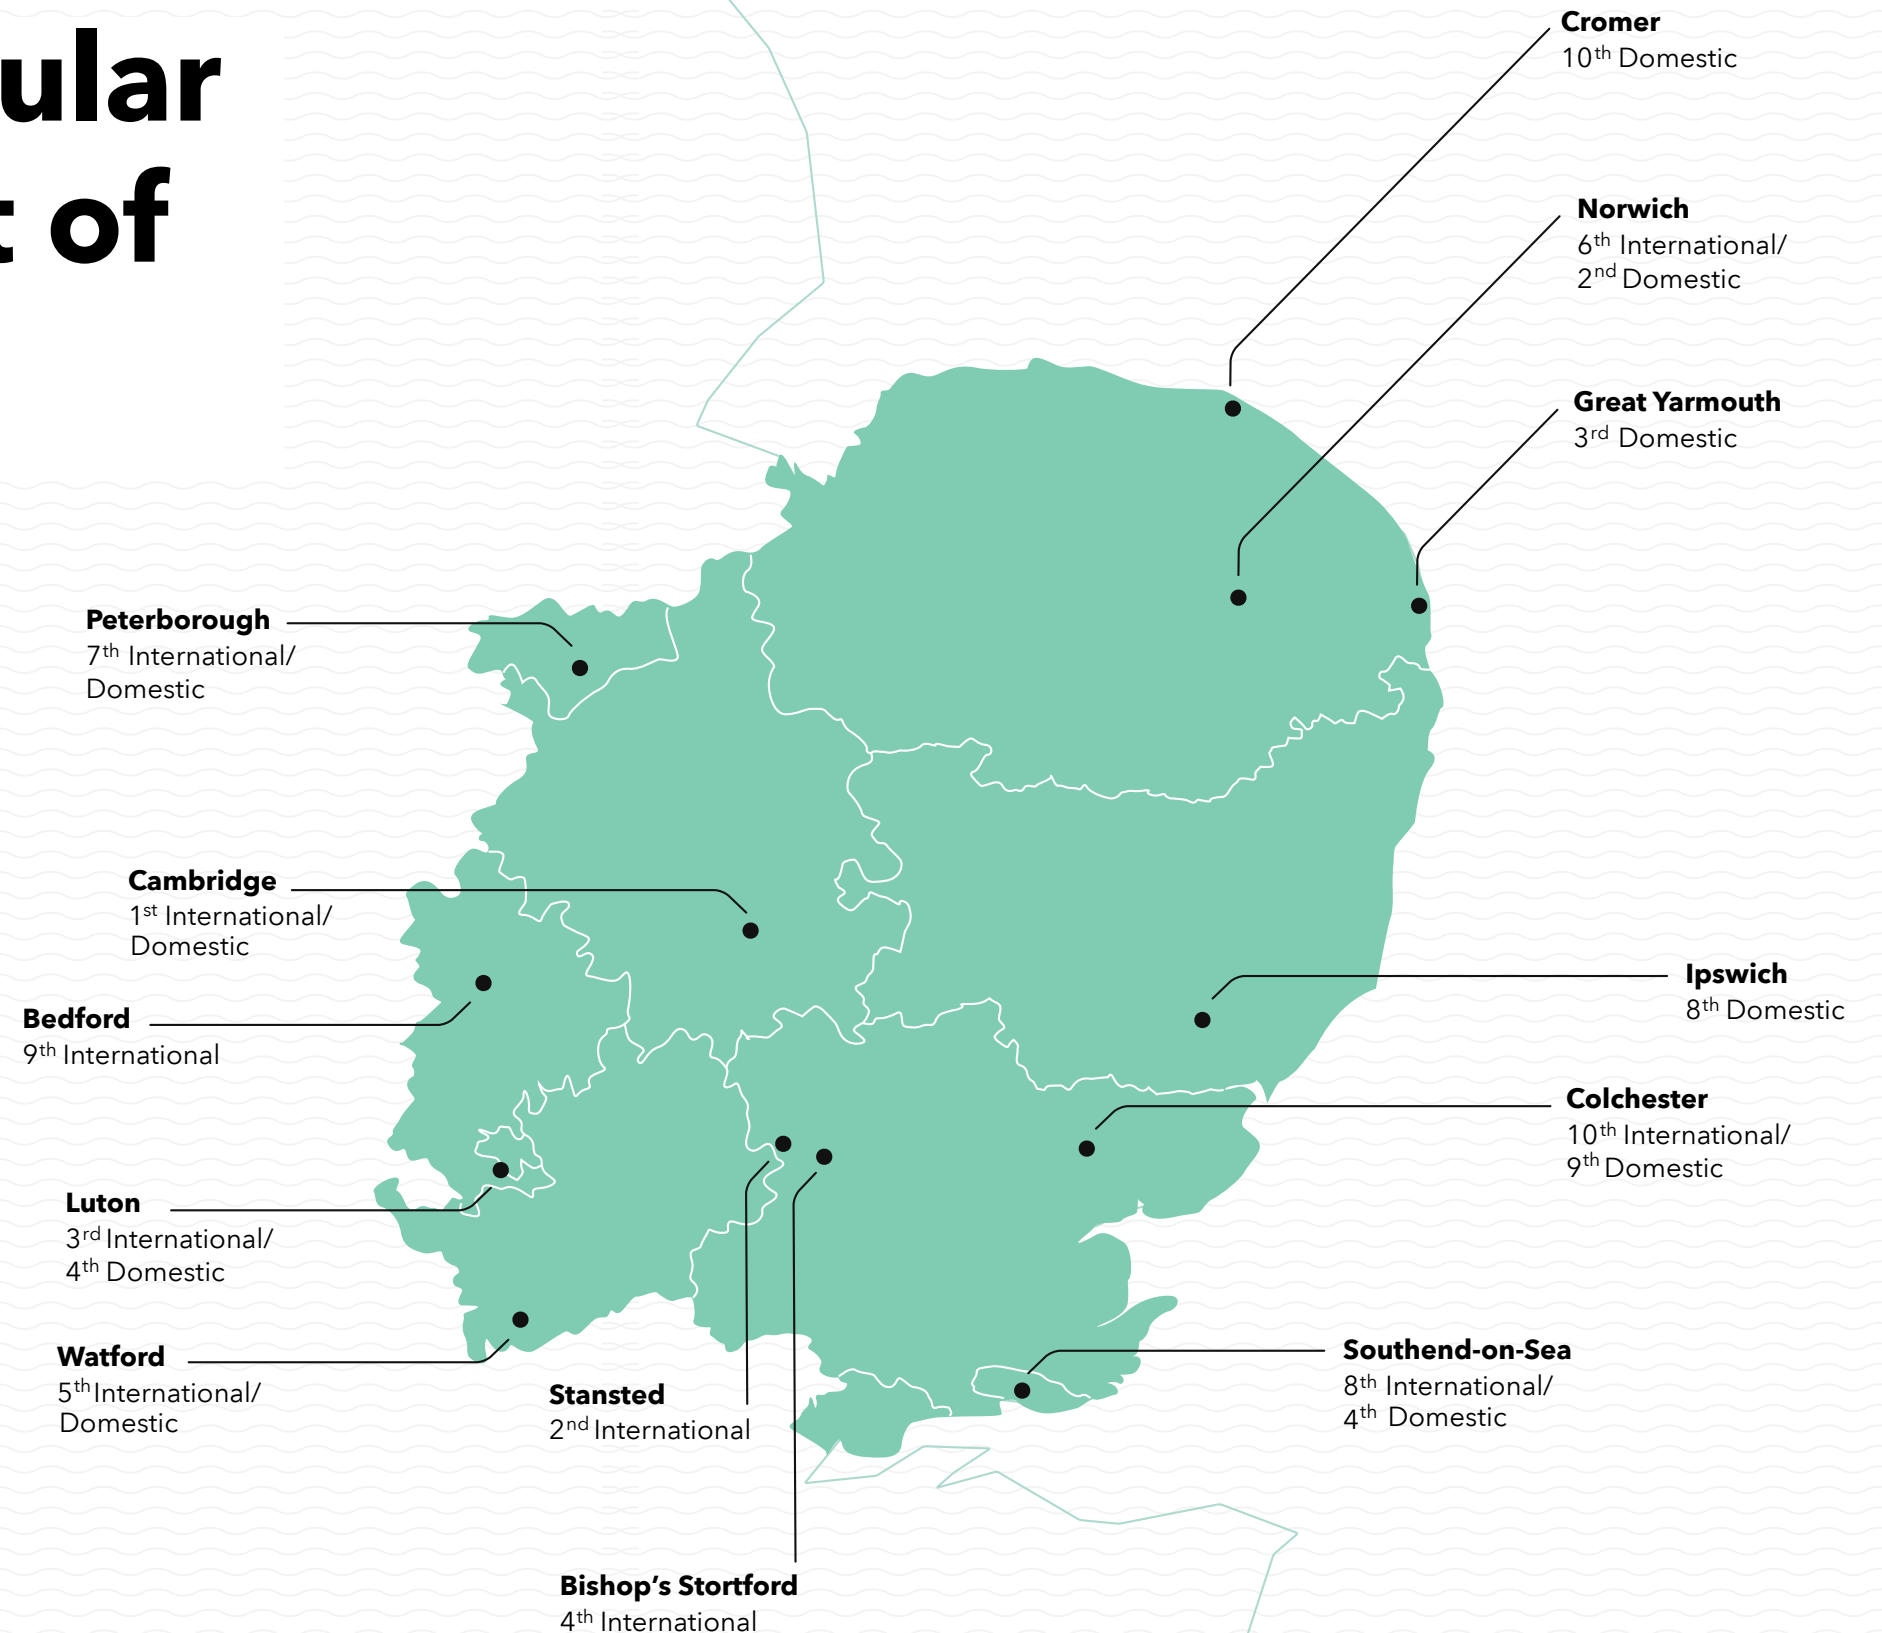 ular
t of
Cromer
10th Domestic
Norwich
6th International/
2nd Domestic
Great Yarmouth
3rd Domestic
Peterborough
7th International/
Domestic
Cambridge
1st International/
Domestic
Bedford
9th International
Ipswich
8th Domestic
Colchester
10th International/
9th Domestic
Luton
3rd International/
4th Domestic
Watford
5th International/
Domestic
Stansted
2nd International
Southend-on-Sea
8th International/
4th Domestic
Bishop’s Stortford
4th International